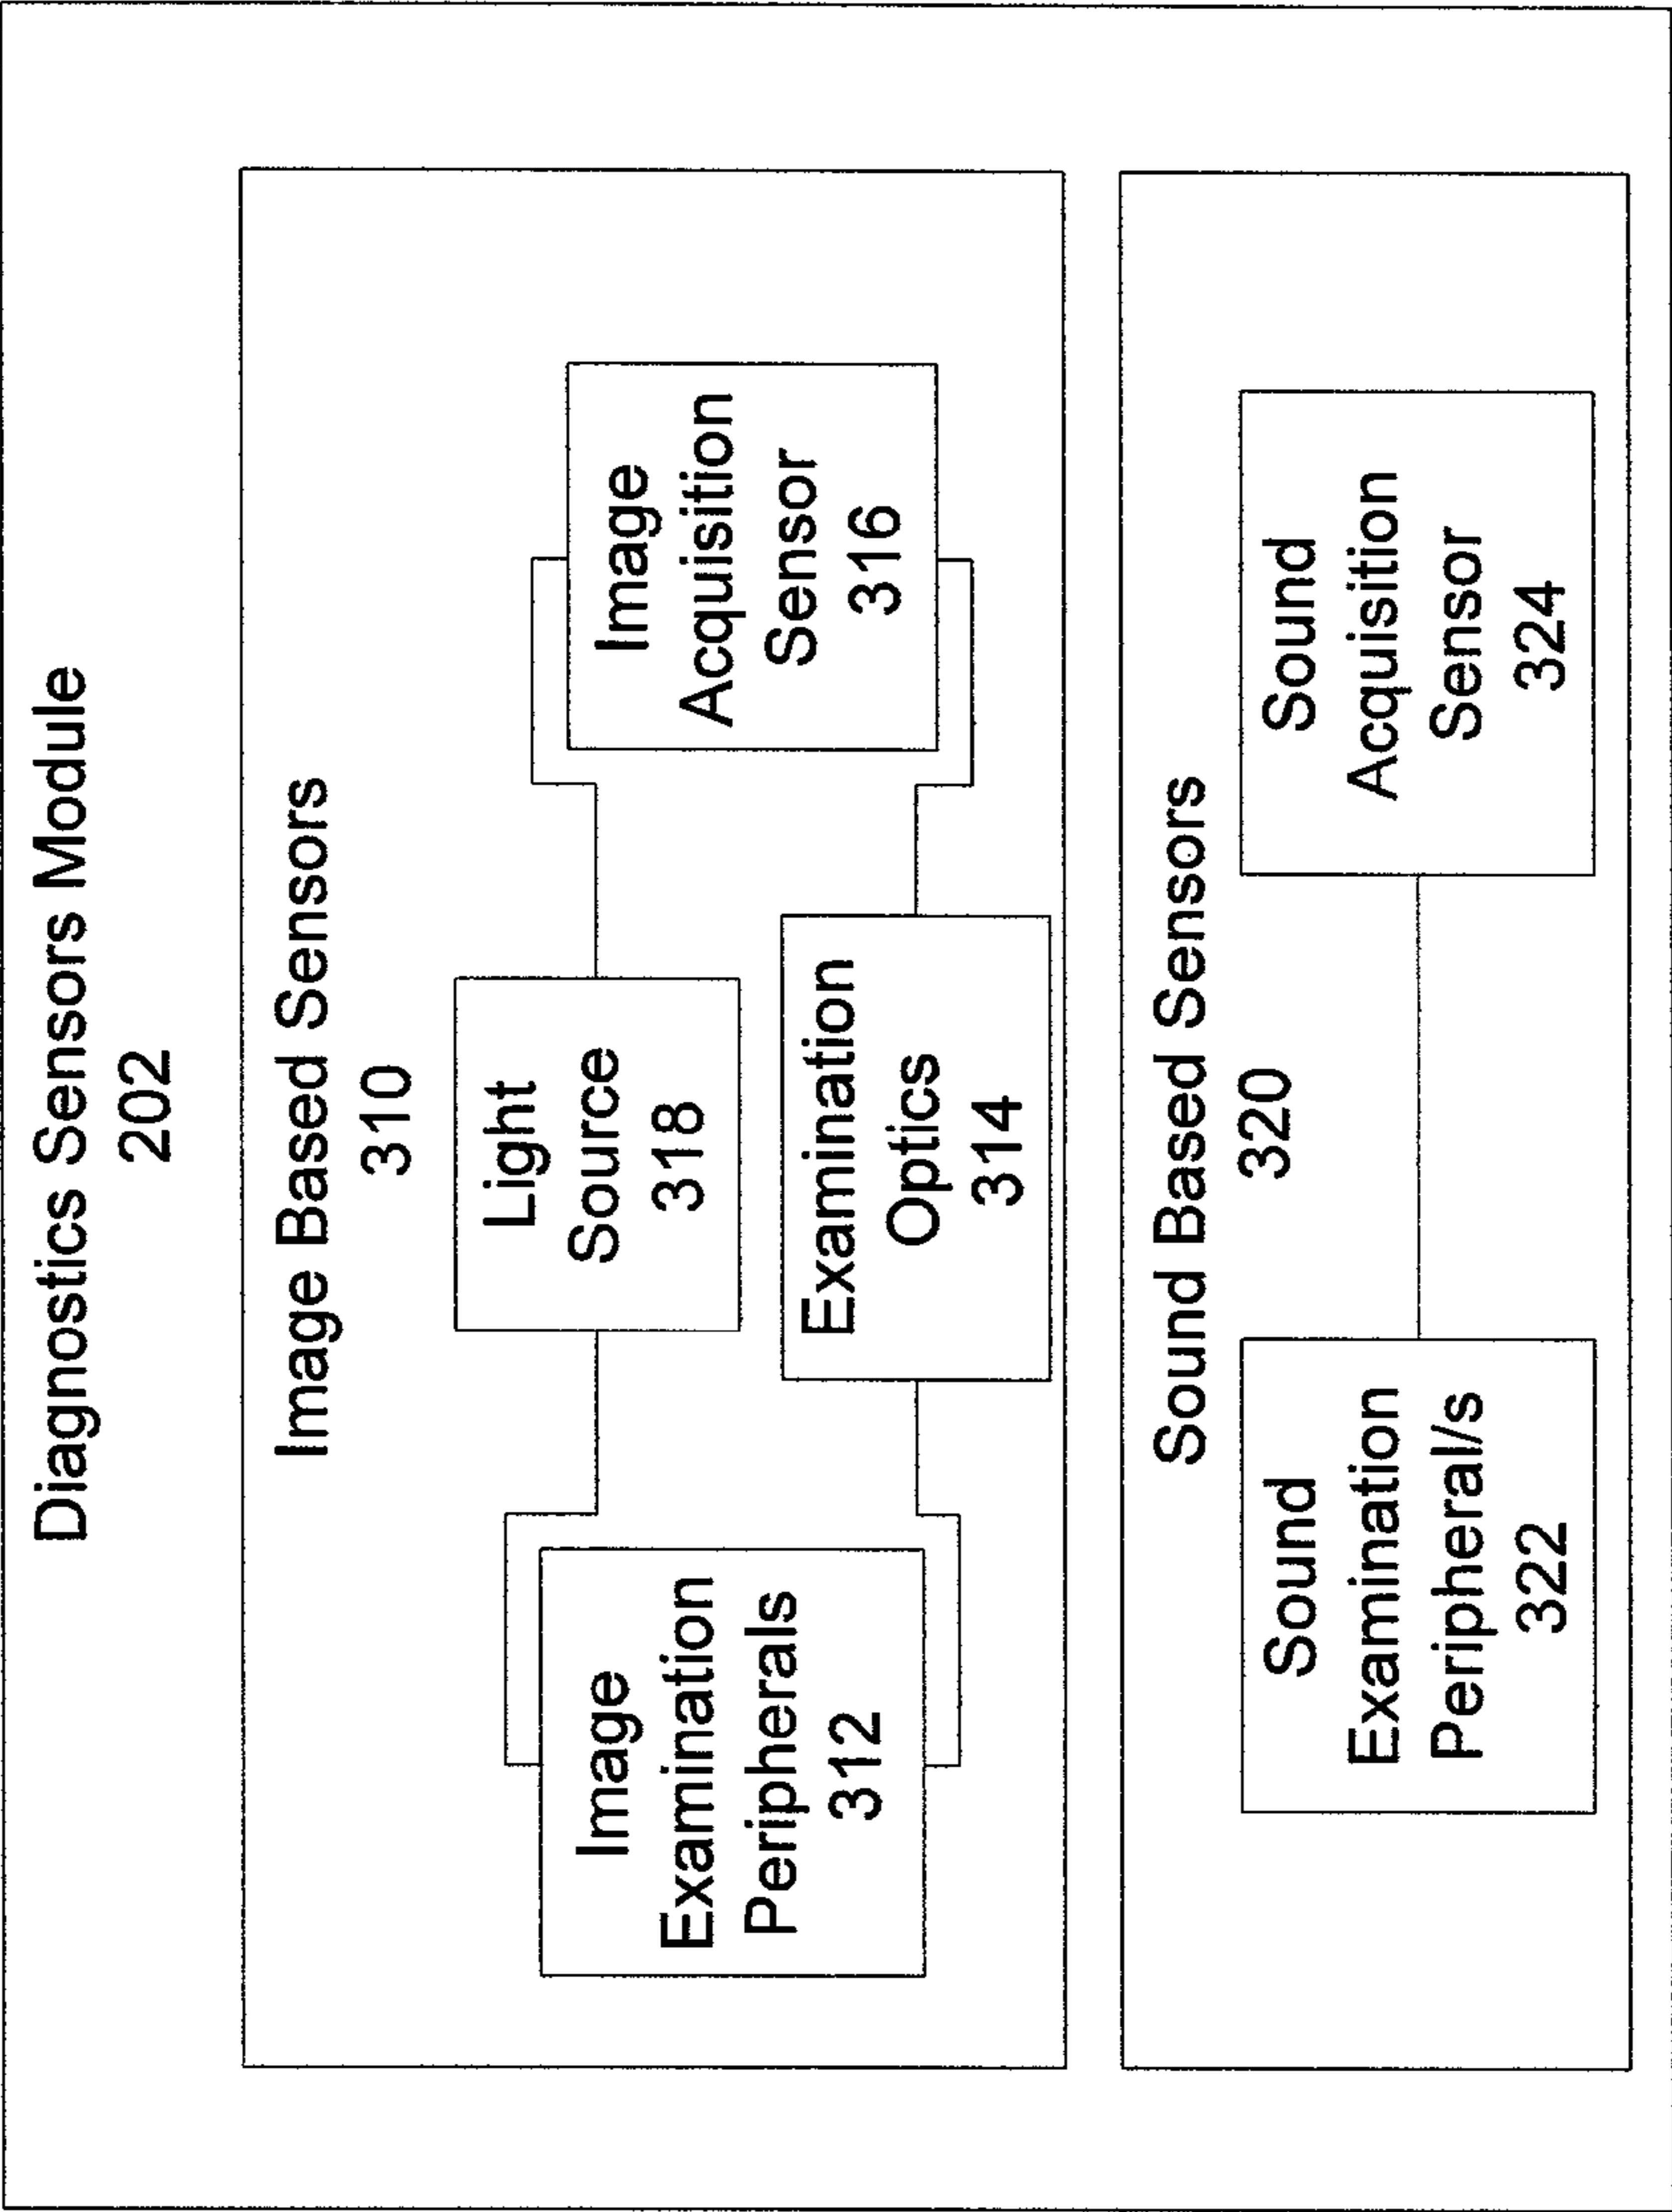 Diagnostics Sensors Module
202
Image Based Sensors
310
Image
Examination
Peripherals
312
Light
Source
318
Examination
Optics
314
Image
Acquisition
Sensor
316
Sound Based Sensors
320
Sound
Examination
Peripheral/s
322
Sound
Acquisition
Sensor
324